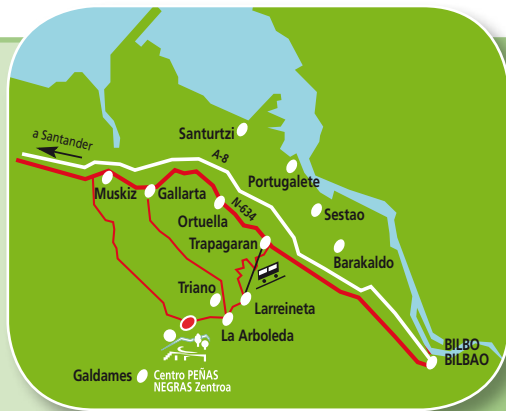 a Santander
Santurtzi
A-8
Portugalete
Muskiz
Gallarta
Sestao
Ortuella
N-634
Trapagaran
Barakaldo
Triano
Larreineta
La Arboleda
BILBO
BILBAO
Galdames
Centro PEÑAS
NEGRAS Zentroa